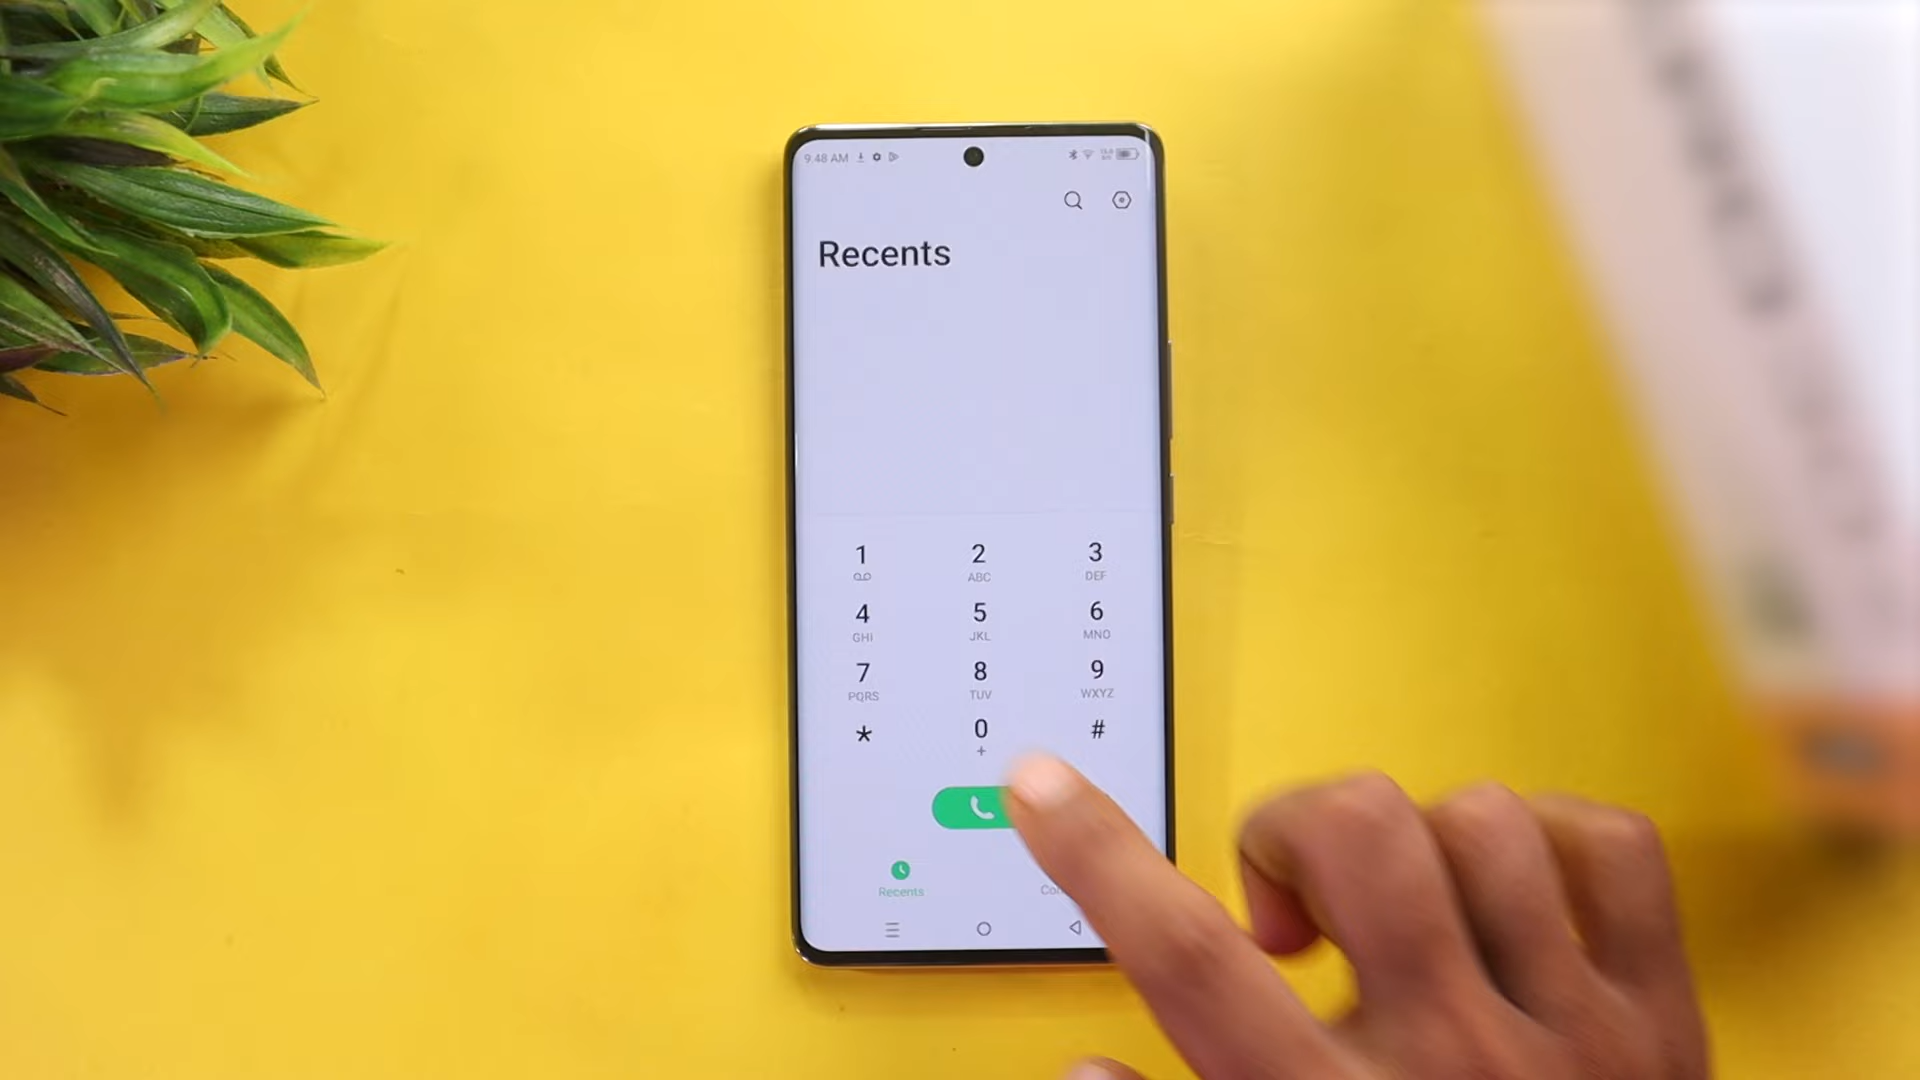 9:48 AM
Recents
1 2 3
ABC DEF
4 5 6
GHI JKL MNO
7 8 9
PQRS TUV WXYZ
* 0 #
+
Recents